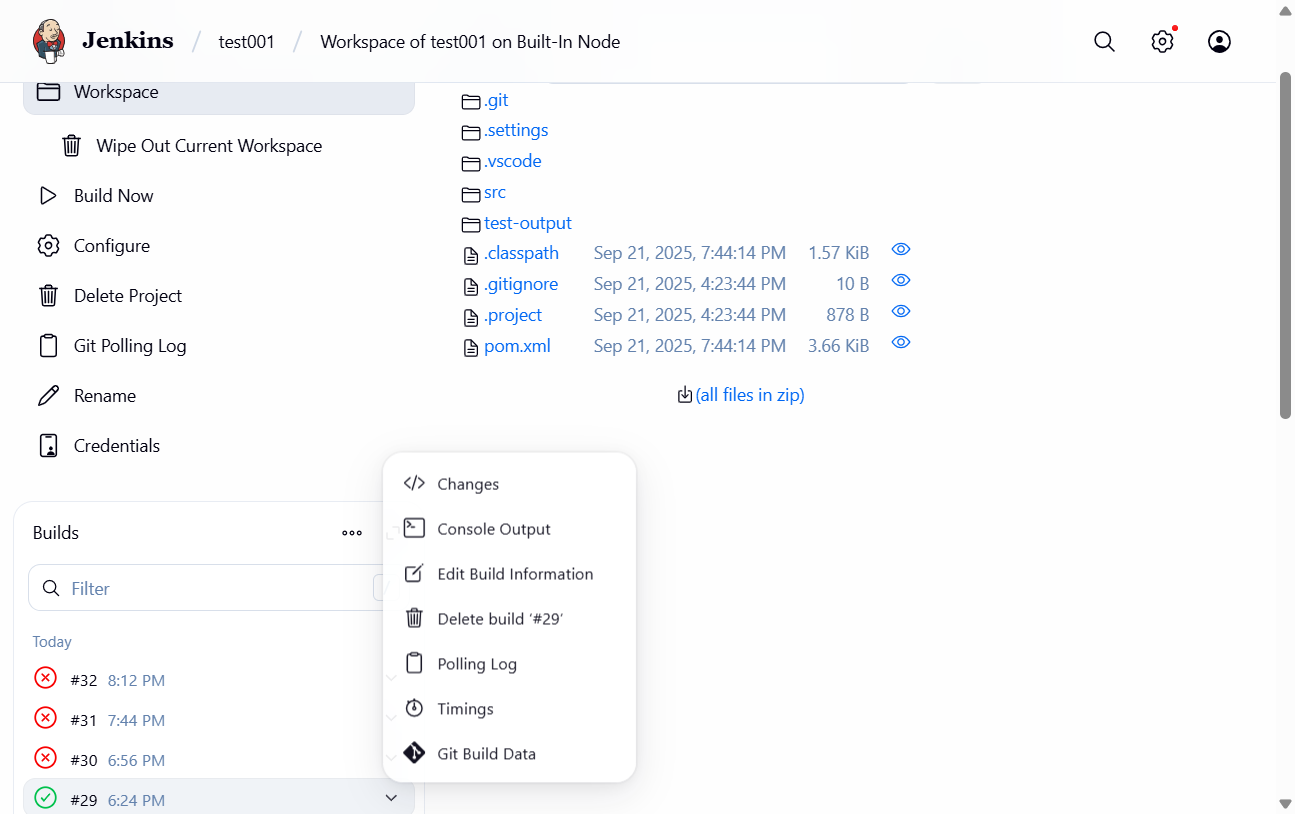 Jenkins / test001 / Workspace of test001 on Built-In Node
Workspace
Wipe Out Current Workspace
Build Now
Configure
Delete Project
Git Polling Log
Rename
Credentials
Builds
Filter
Today
#32 8:12 PM
#31 7:44 PM
#30 6:56 PM
#29 6:24 PM
.git
.settings
.vscode
src
test-output
.classpath Sep 21, 2025, 7:44:14 PM 1.57 KiB
.gitignore Sep 21, 2025, 4:23:44 PM 10 B
.project Sep 21, 2025, 4:23:44 PM 878 B
pom.xml Sep 21, 2025, 7:44:14 PM 3.66 KiB
(all files in zip)
Changes
Console Output
Edit Build Information
Delete build ‘#29’
Polling Log
Timings
Git Build Data